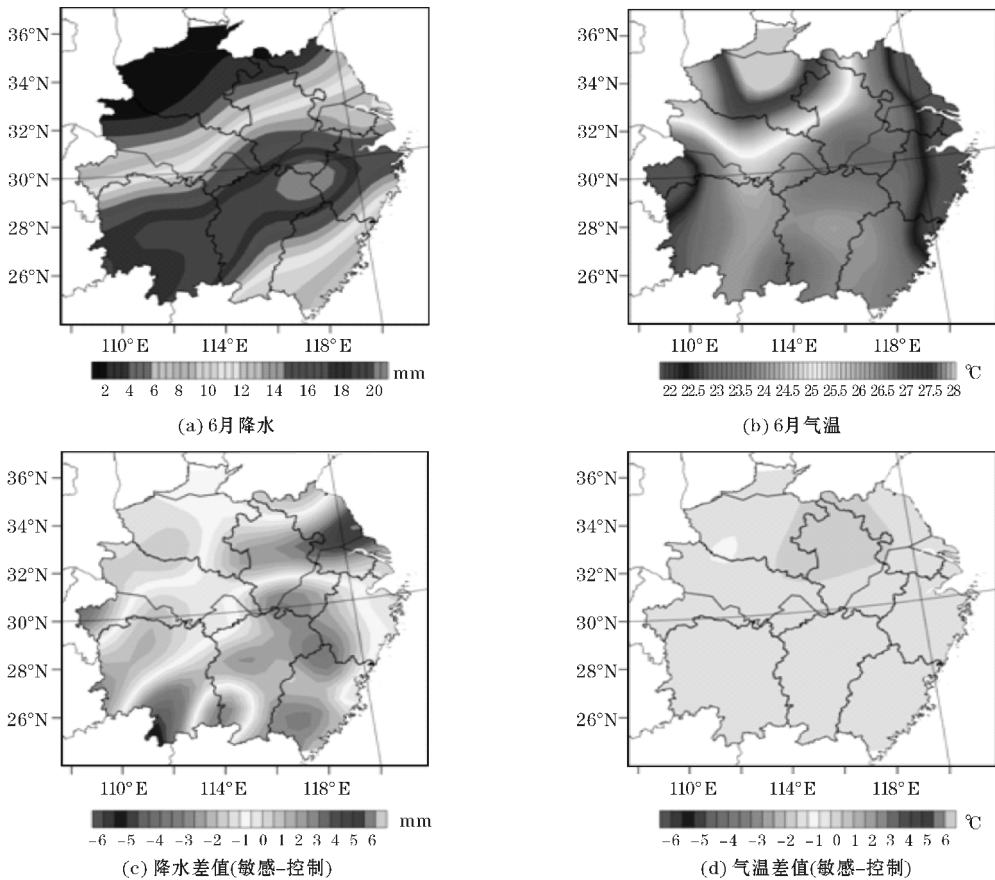 36°N
34°N
32°N
30°N
28°N
26°N
110°E 114°E 118°E
2 4 6 8 10 12 14 16 18 20 mm
(a) 6月降水
36°N
34°N
32°N
30°N
28°N
26°N
110°E 114°E 118°E
22 22.5 23 23.5 24 24.5 25 25.5 26 26.5 27 27.5 28 ℃
(b) 6月气温
36°N
34°N
32°N
30°N
28°N
26°N
110°E 114°E 118°E
-6 -5 -4 -3 -2 -1 0 1 2 3 4 5 6 mm
(c) 降水差值(敏感-控制)
36°N
34°N
32°N
30°N
28°N
26°N
110°E 114°E 118°E
-6 -5 -4 -3 -2 -1 0 1 2 3 4 5 6 ℃
(d) 气温差值(敏感-控制)